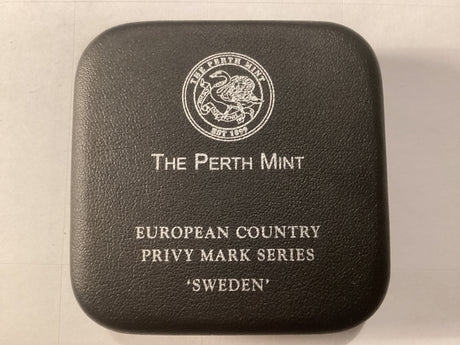 THE PERTH MINT
EST 1899
THE PERTH MINT
EUROPEAN COUNTRY
PRIVY MARK SERIES
'SWEDEN'